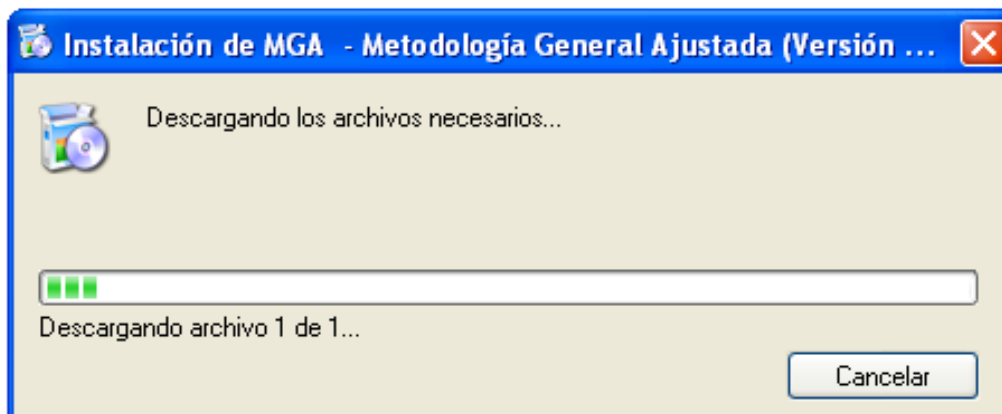 Instalación de MGA - Metodología General Ajustada (Versión ...
Descargando los archivos necesarios...
Descargando archivo 1 de 1...
Cancelar